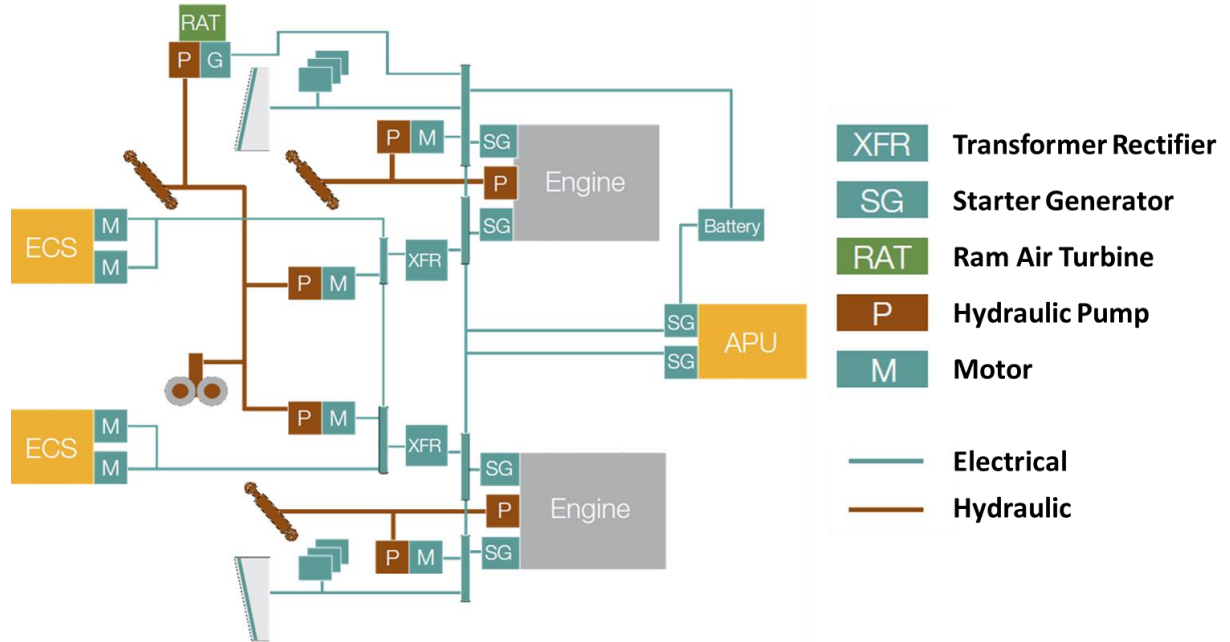 RAT
P G
P M
SG
Engine
P
SG
Battery
M
ECS
M
XFR
P M
SG
APU
SG
P M
M
ECS
M
XFR
SG
P
Engine
P M
SG
XFR Transformer Rectifier
SG Starter Generator
RAT Ram Air Turbine
P Hydraulic Pump
M Motor
Electrical
Hydraulic